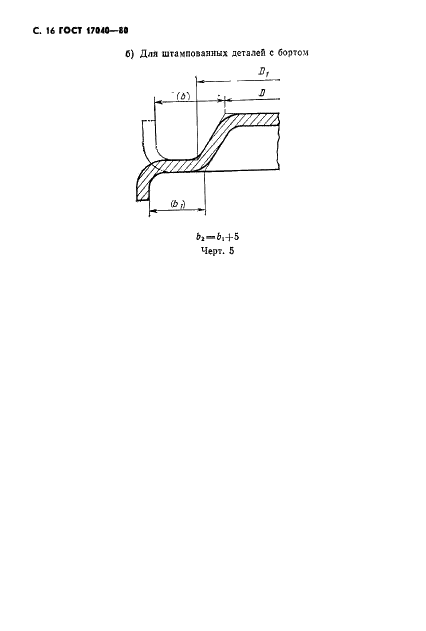 С. 16 ГОСТ 17040—80
б) Для штампованных деталей с бортом
D₁
(b)
D
(b₁)
b₂=b₁+5
Черт. 5